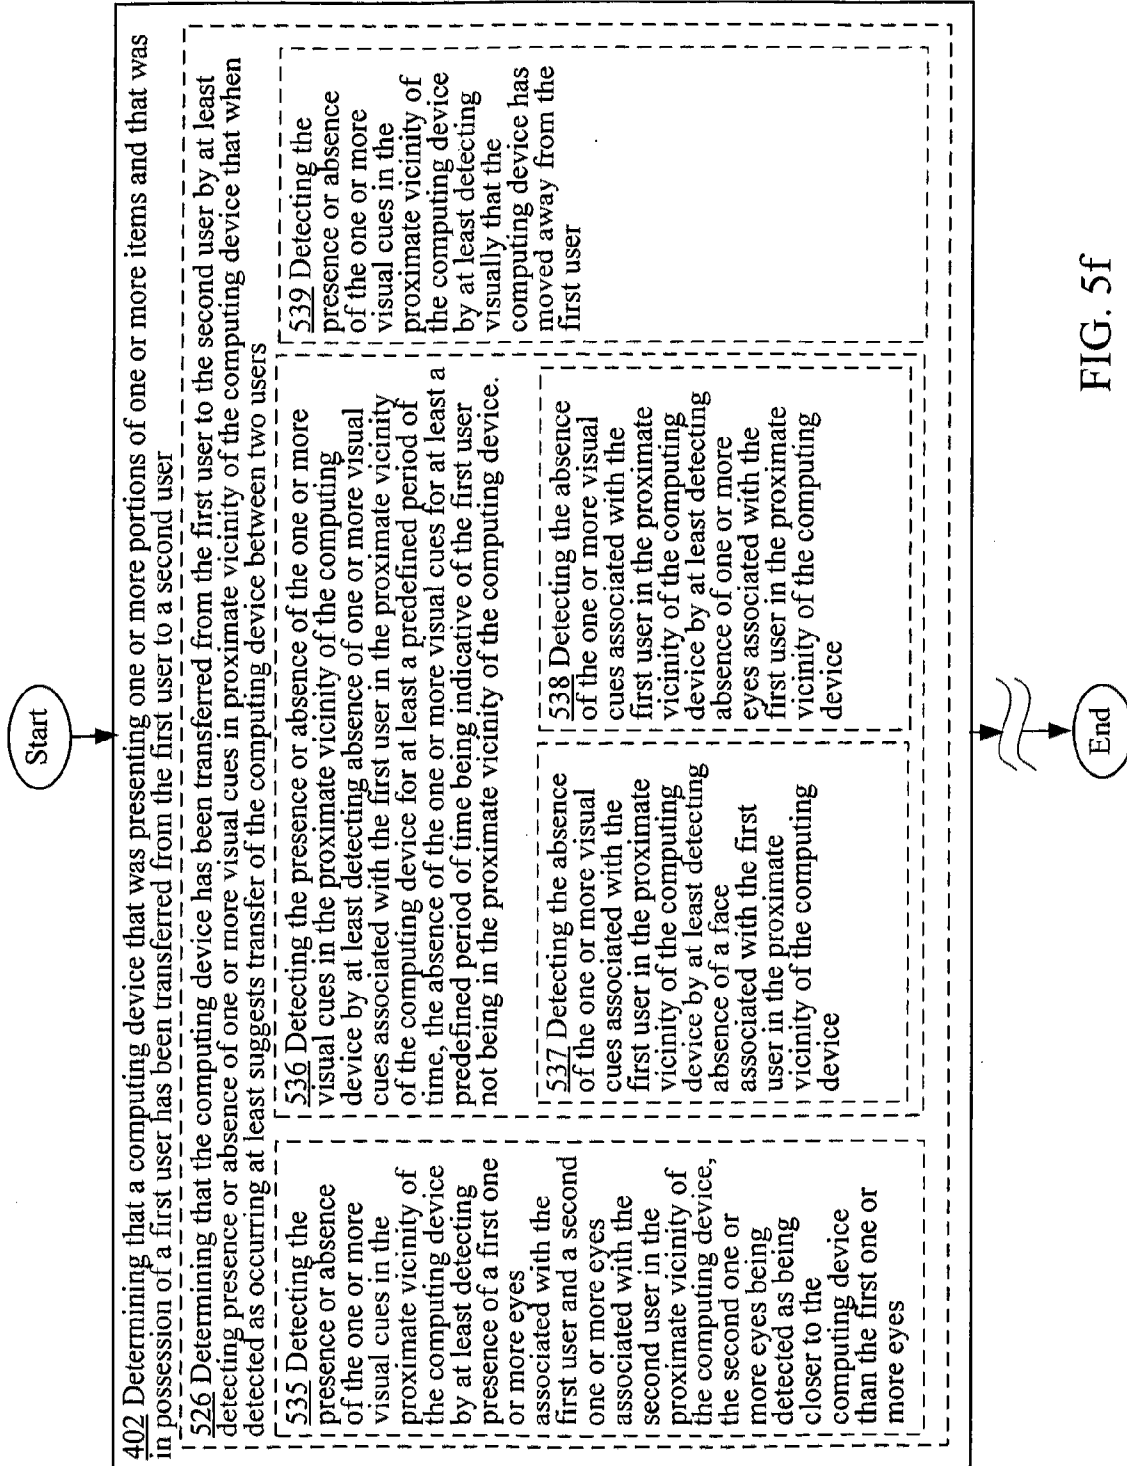 Start
402 Determining that a computing device that was presenting one or more portions of one or more items and that was
in possession of a first user has been transferred from the first user to a second user
526 Determining that the computing device has been transferred from the first user to the second user by at least
detecting presence or absence of one or more visual cues in proximate vicinity of the computing device that when
detected as occurring at least suggests transfer of the computing device between two users
535 Detecting the
presence or absence
of the one or more
visual cues in the
proximate vicinity of
the computing device
by at least detecting
presence of a first one
or more eyes
associated with the
first user and a second
one or more eyes
associated with the
second user in the
proximate vicinity of
the computing device,
the second one or
more eyes being
detected as being
closer to the
computing device
than the first one or
more eyes
536 Detecting the presence or absence of the one or more
visual cues in the proximate vicinity of the computing
device by at least detecting absence of one or more visual
cues associated with the first user in the proximate vicinity
of the computing device for at least a predefined period of
time, the absence of the one or more visual cues for at least a
predefined period of time being indicative of the first user
not being in the proximate vicinity of the computing device.
537 Detecting the absence
of the one or more visual
cues associated with the
first user in the proximate
vicinity of the computing
device by at least detecting
absence of a face
associated with the first
user in the proximate
vicinity of the computing
device
538 Detecting the absence
of the one or more visual
cues associated with the
first user in the proximate
vicinity of the computing
device by at least detecting
absence of one or more
eyes associated with the
first user in the proximate
vicinity of the computing
device
539 Detecting the
presence or absence
of the one or more
visual cues in the
proximate vicinity of
the computing device
by at least detecting
visually that the
computing device has
moved away from the
first user
End
FIG. 5f